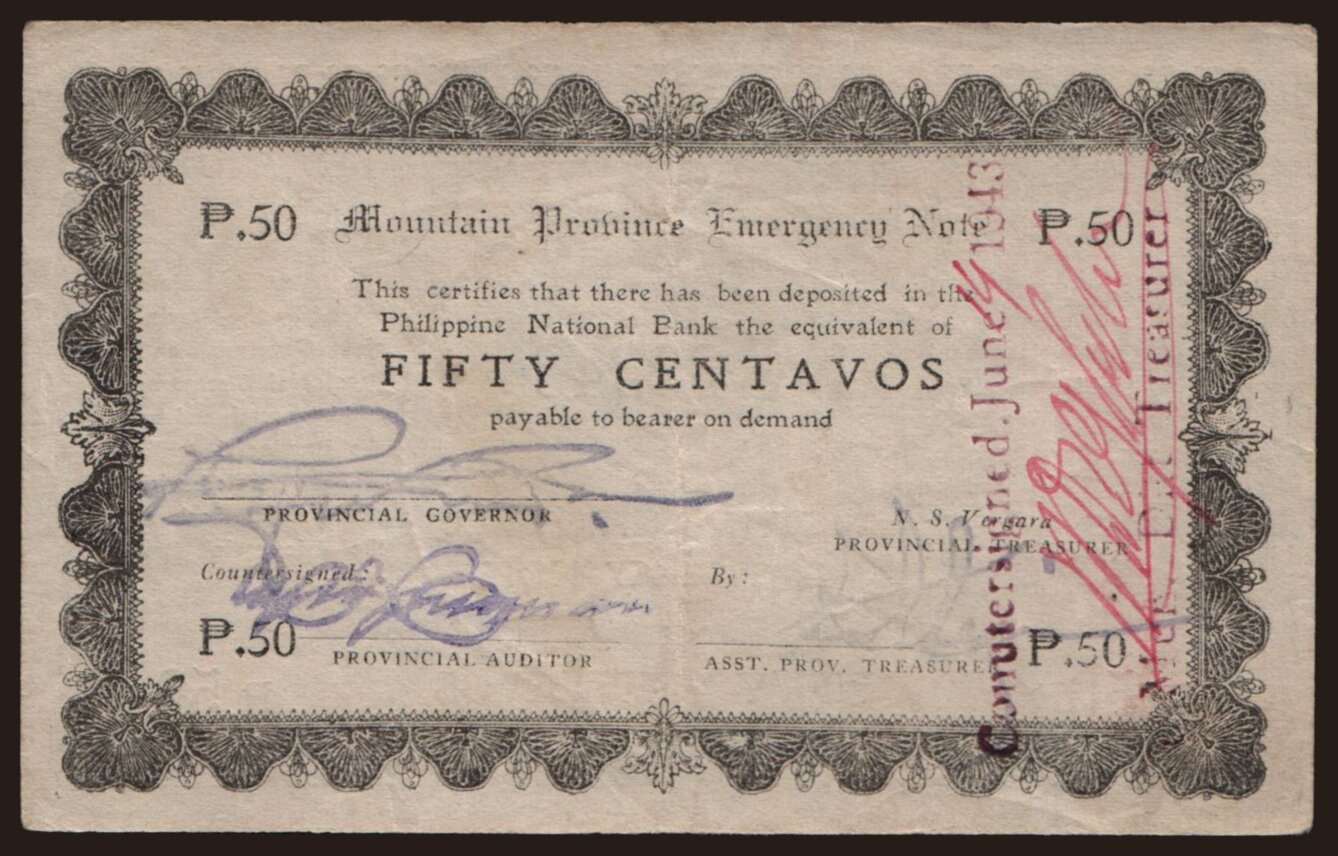 ₱.50 Mountain Province Emergency Note ₱.50
This certifies that there has been deposited in the
Philippine National Bank the equivalent of
FIFTY CENTAVOS
payable to bearer on demand
PROVINCIAL GOVERNOR
N. S. Vergara
PROVINCIAL TREASURER
Countersigned:
By:
₱.50
PROVINCIAL AUDITOR
ASST. PROV. TREASURER
₱.50
Countersigned. June 1943
Treasurer